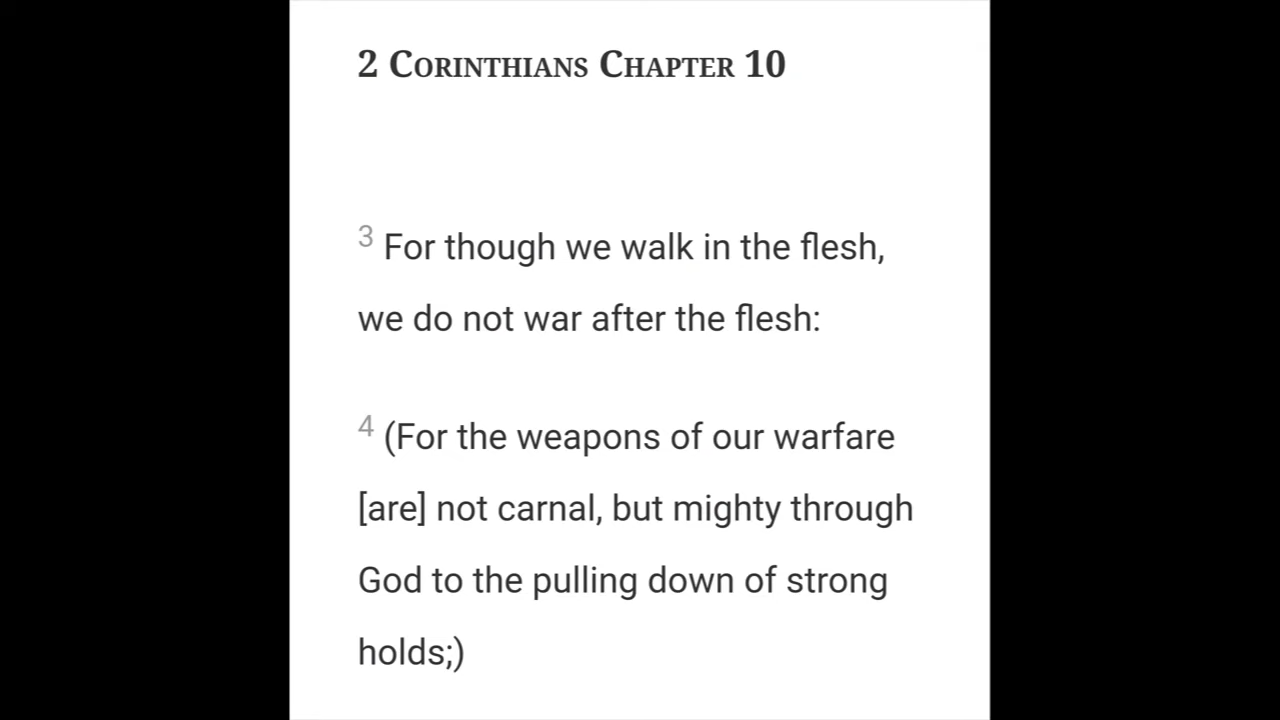 2 Corinthians Chapter 10
3 For though we walk in the flesh,
we do not war after the flesh:
4 (For the weapons of our warfare
[are] not carnal, but mighty through
God to the pulling down of strong
holds;)